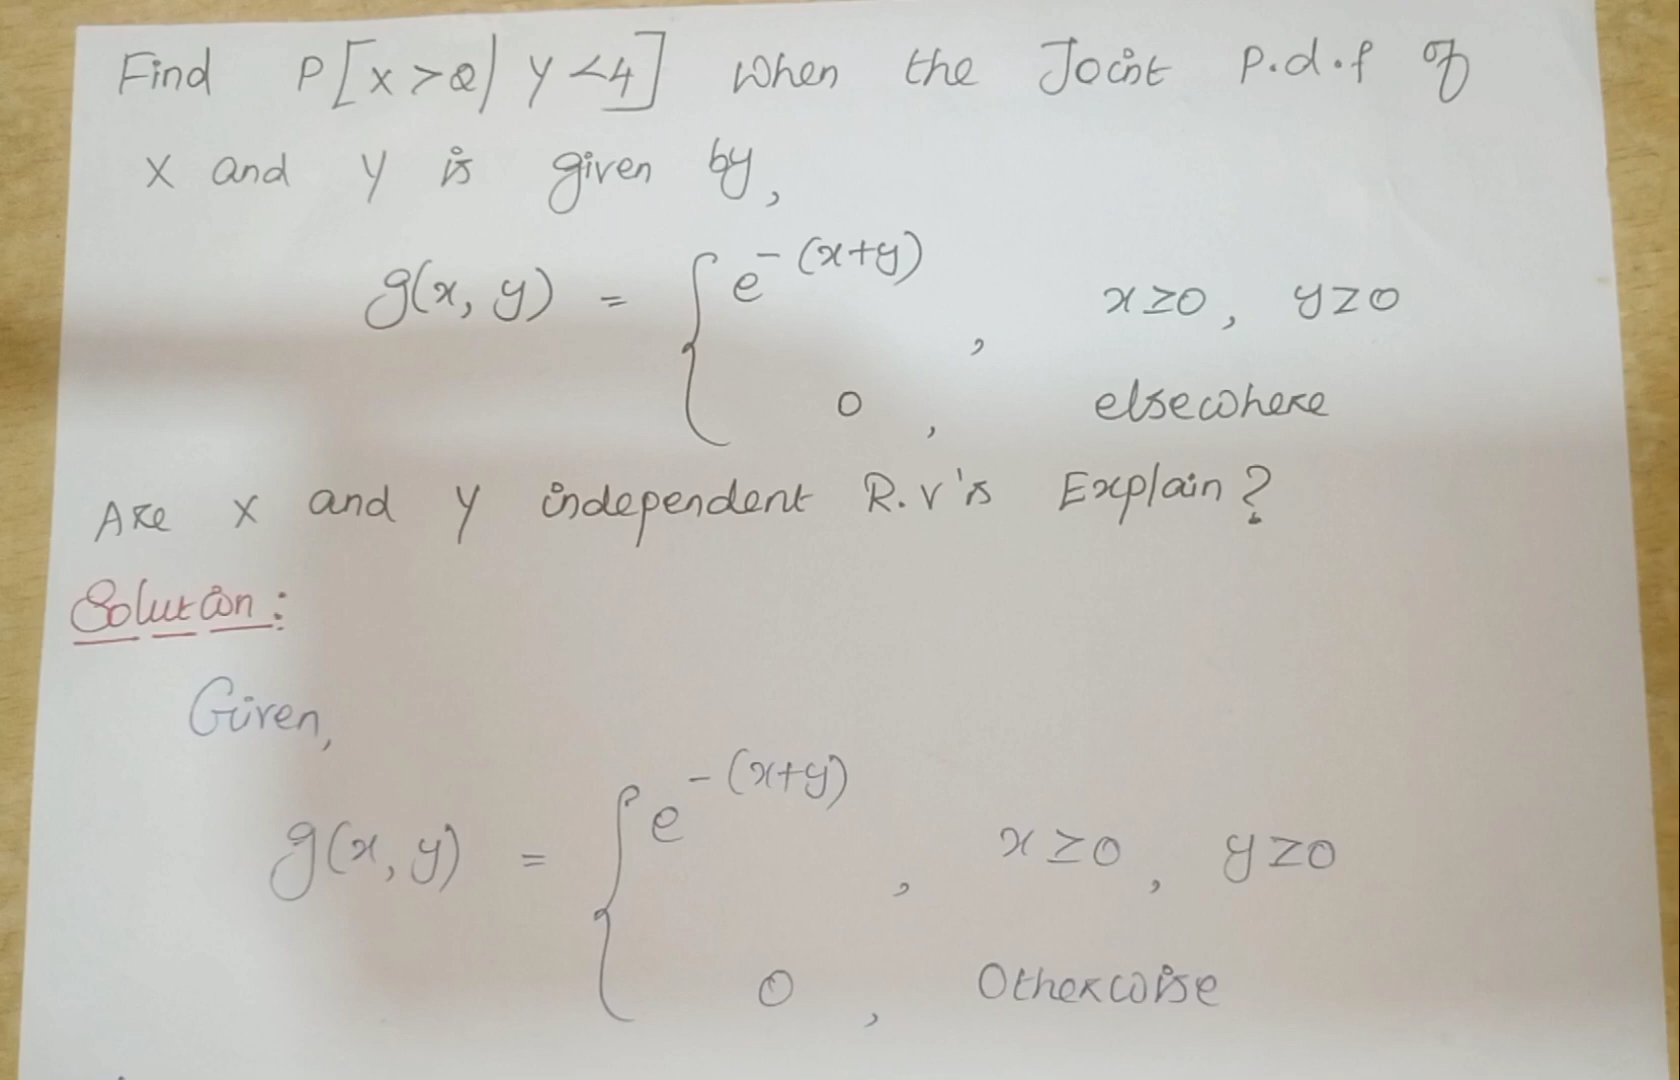 Find P[X>2| Y<4] when the Joint P.d.f of
X and Y is given by,
g(x, y) = { e^-(x+y) , x≥0, y≥0
0 , elsewhere
Are X and Y independent R.V's Explain?
Solution:
Given,
g(x, y) = { e^-(x+y) , x≥0, y≥0
0 , Otherwise